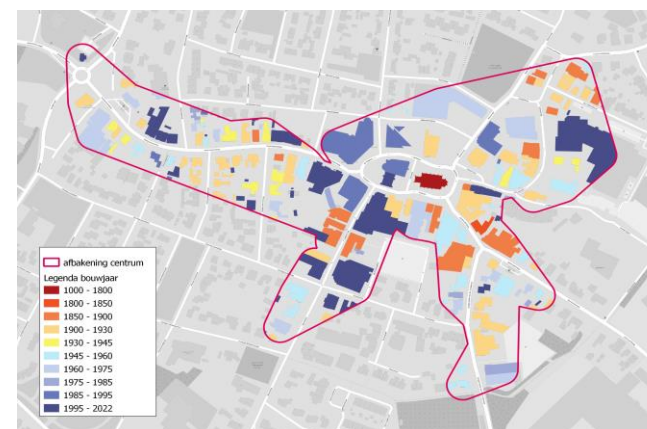 afbakening centrum
Legenda bouwjaar
1000 - 1800
1800 - 1850
1850 - 1900
1900 - 1930
1930 - 1945
1945 - 1960
1960 - 1975
1975 - 1985
1985 - 1995
1995 - 2022